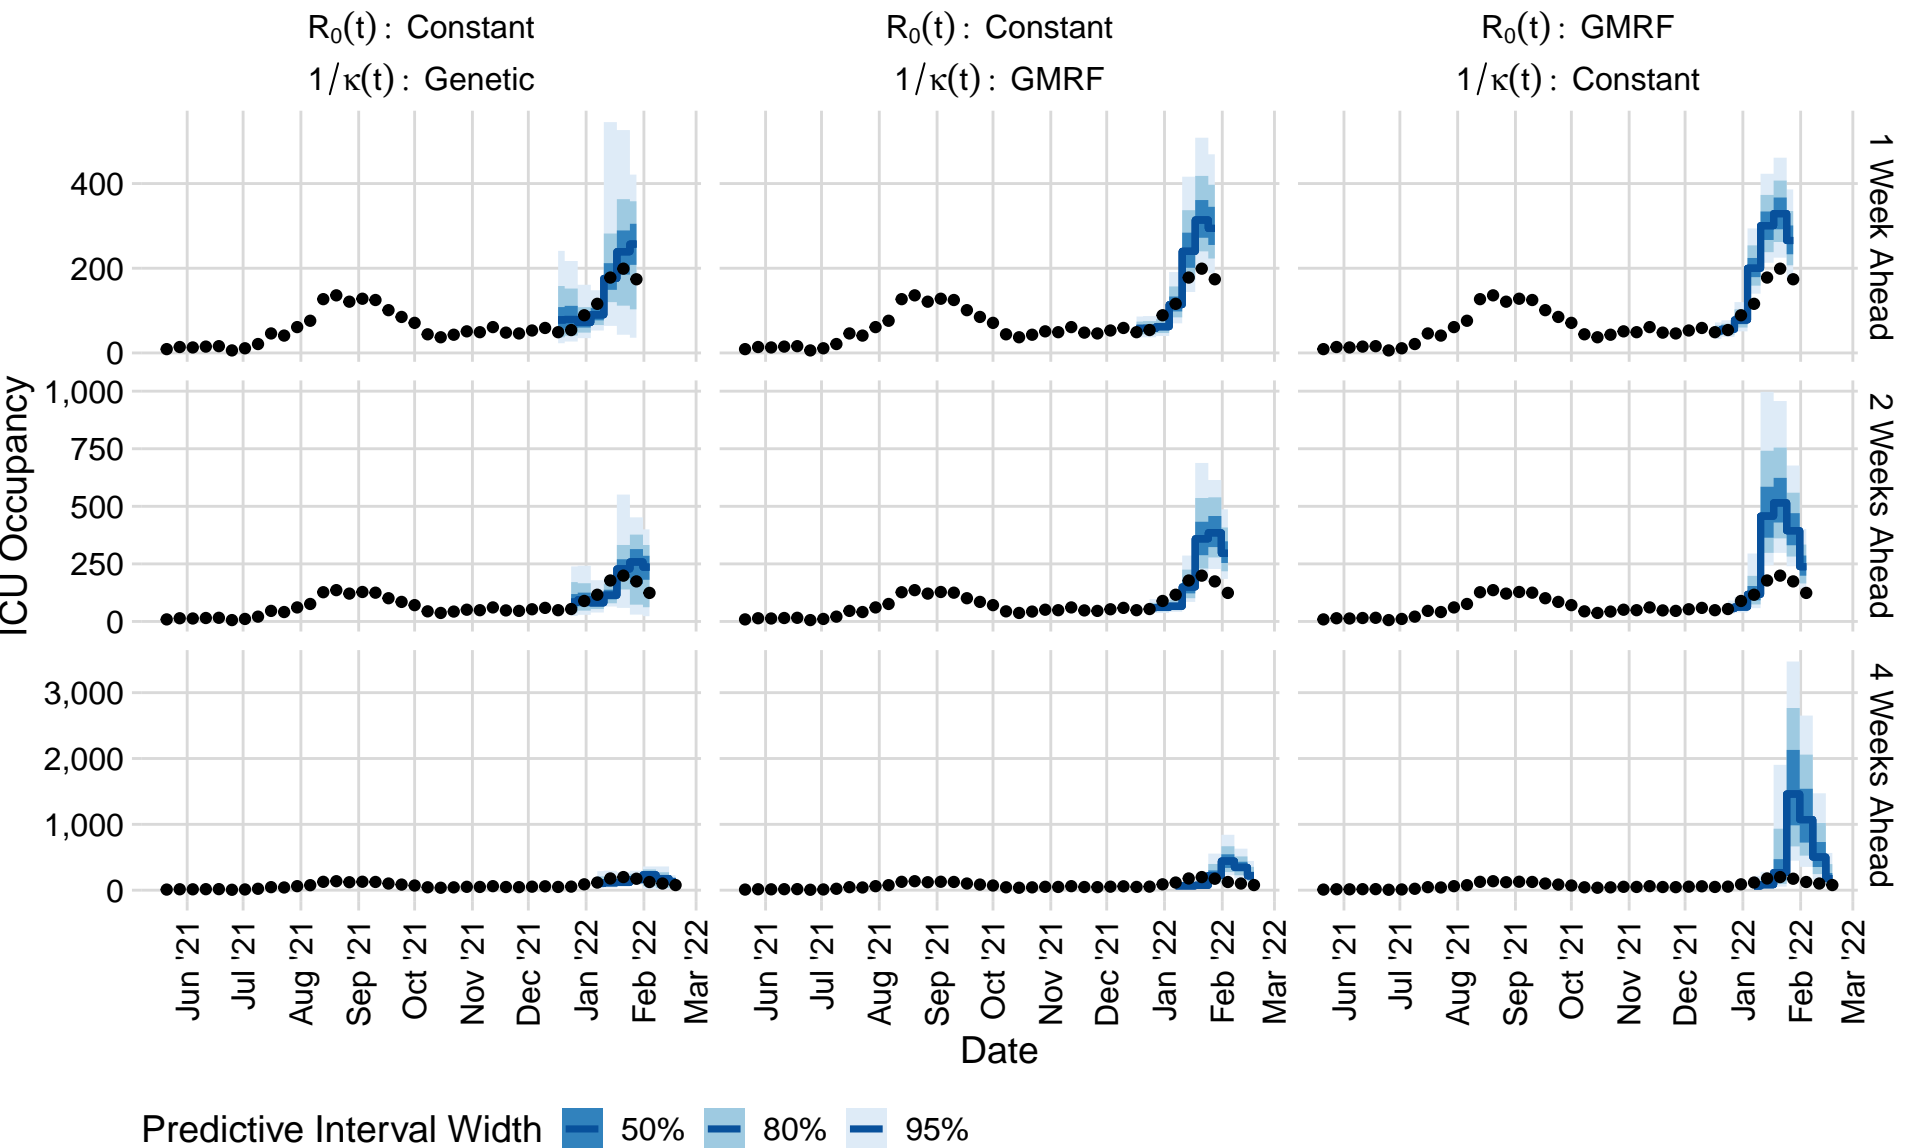 R₀(t) : Constant
1/κ(t) : Genetic
R₀(t) : Constant
1/κ(t) : GMRF
R₀(t) : GMRF
1/κ(t) : Constant
ICU Occupancy
400
200
0
1 Week Ahead
1,000
750
500
250
0
2 Weeks Ahead
3,000
2,000
1,000
0
4 Weeks Ahead
Jun '21
Jul '21
Aug '21
Sep '21
Oct '21
Nov '21
Dec '21
Jan '22
Feb '22
Mar '22
Jun '21
Jul '21
Aug '21
Sep '21
Oct '21
Nov '21
Dec '21
Jan '22
Feb '22
Mar '22
Jun '21
Jul '21
Aug '21
Sep '21
Oct '21
Nov '21
Dec '21
Jan '22
Feb '22
Mar '22
Date
Predictive Interval Width 50% 80% 95%